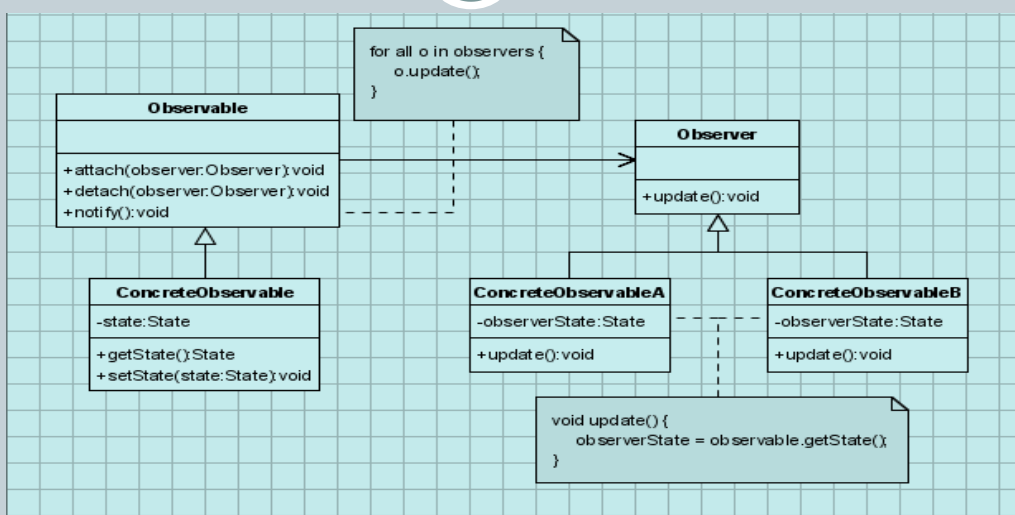 for all o in observers {
o.update();
}
Observable
+attach(observer:Observer):void
+detach(observer:Observer):void
+notify():void
Observer
+update():void
ConcreteObservable
-state:State
+getState():State
+setState(state:State):void
ConcreteObservableA
-observerState:State
+update():void
ConcreteObservableB
-observerState:State
+update():void
void update() {
observerState = observable.getState();
}